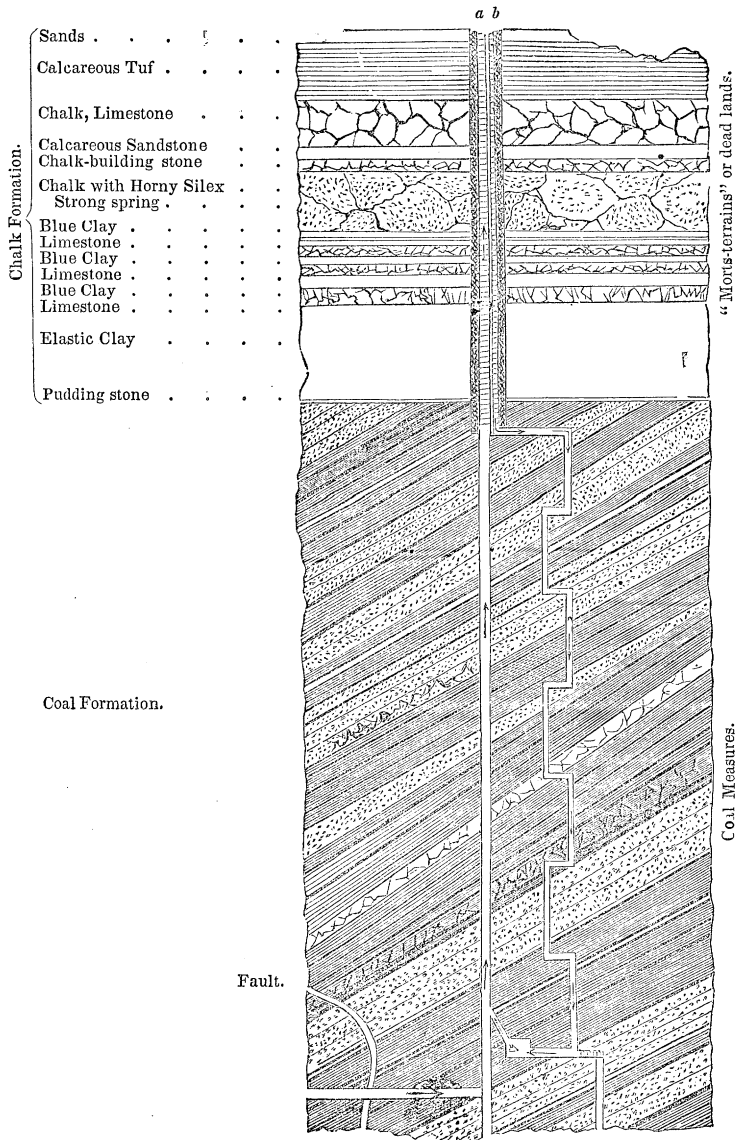 a b
Sands . . . . . .
Calcareous Tuf . . . .
Chalk, Limestone . . .
Calcareous Sandstone . .
Chalk-building stone . .
Chalk with Horny Silex . .
Strong spring . . . .
Blue Clay . . . . .
Limestone . . . . .
Blue Clay . . . . .
Limestone . . . . .
Blue Clay . . . . .
Limestone . . . . .
Elastic Clay . . . .
Pudding stone . . . .
Chalk Formation.
"Morts-terrains" or dead lands.
Coal Formation.
Coal Measures.
Fault.